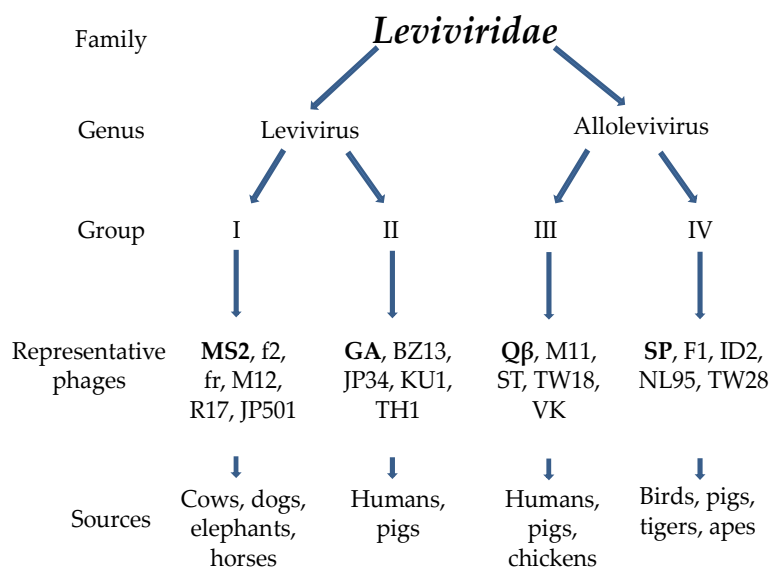 Family
Leviviridae
Genus
Levivirus
Allolevivirus
Group
I
II
III
IV
Representative
phages
MS2, f2,
fr, M12,
R17, JP501
GA, BZ13,
JP34, KU1,
TH1
Qβ, M11,
ST, TW18,
VK
SP, F1, ID2,
NL95, TW28
Sources
Cows, dogs,
elephants,
horses
Humans,
pigs
Humans,
pigs,
chickens
Birds, pigs,
tigers, apes